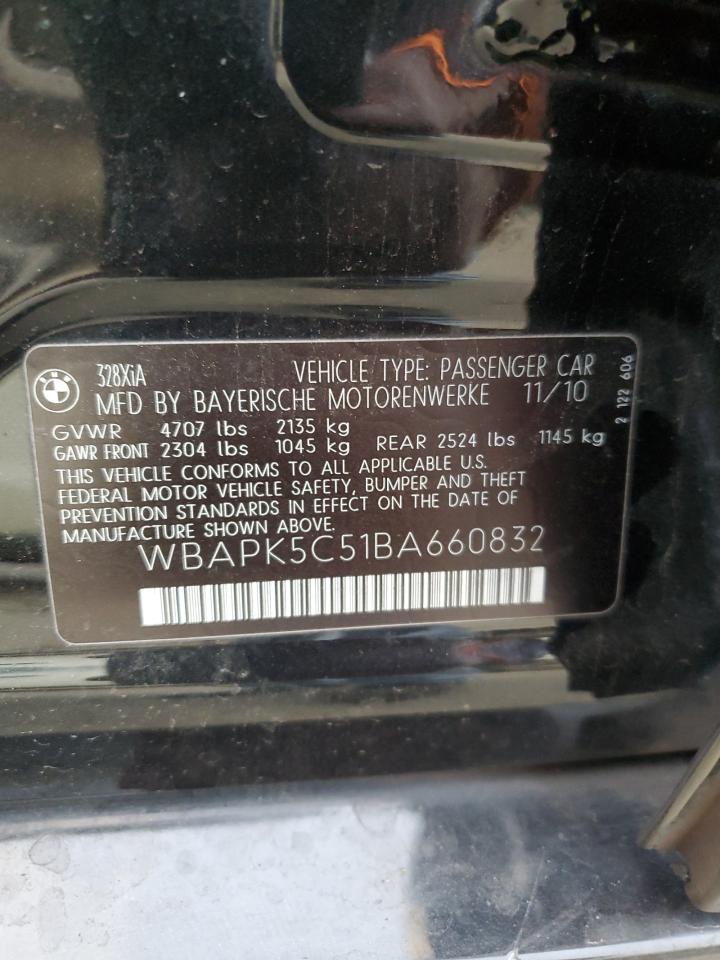 BMW
328XiA VEHICLE TYPE: PASSENGER CAR
MFD BY BAYERISCHE MOTORENWERKE 11/10
GVWR 4707 lbs 2135 kg
GAWR FRONT 2304 lbs 1045 kg REAR 2524 lbs 1145 kg
THIS VEHICLE CONFORMS TO ALL APPLICABLE U.S.
FEDERAL MOTOR VEHICLE SAFETY, BUMPER AND THEFT
PREVENTION STANDARDS IN EFFECT ON THE DATE OF
MANUFACTURE SHOWN ABOVE.
WBAPK5C51BA660832
2 122 606